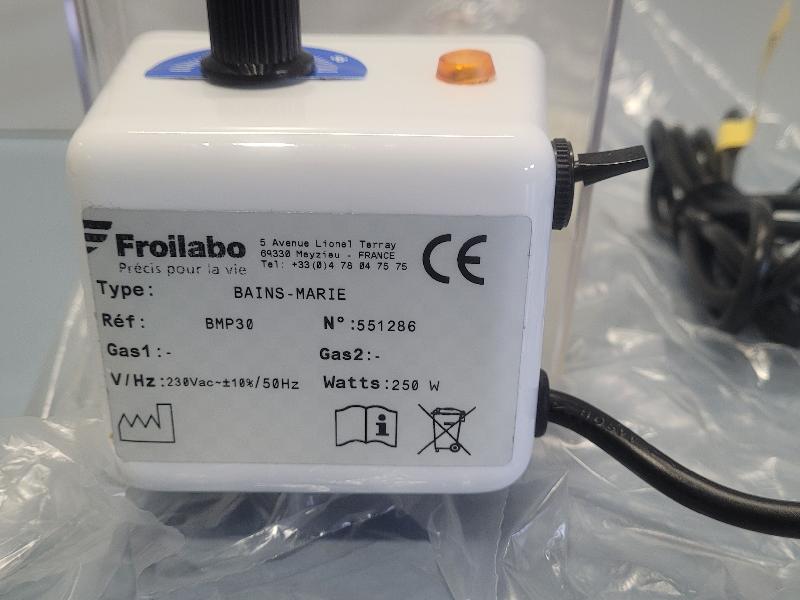 Froilabo
Précis pour la vie
5 Avenue Lionel Terray
69330 Meyzieu - FRANCE
Tel: +33(0)4 78 04 75 75
CE
Type: BAINS-MARIE
Réf: BMP30 N°:551286
Gas1:- Gas2:-
V/Hz:230Vac~±10%/50Hz Watts:250 W
i